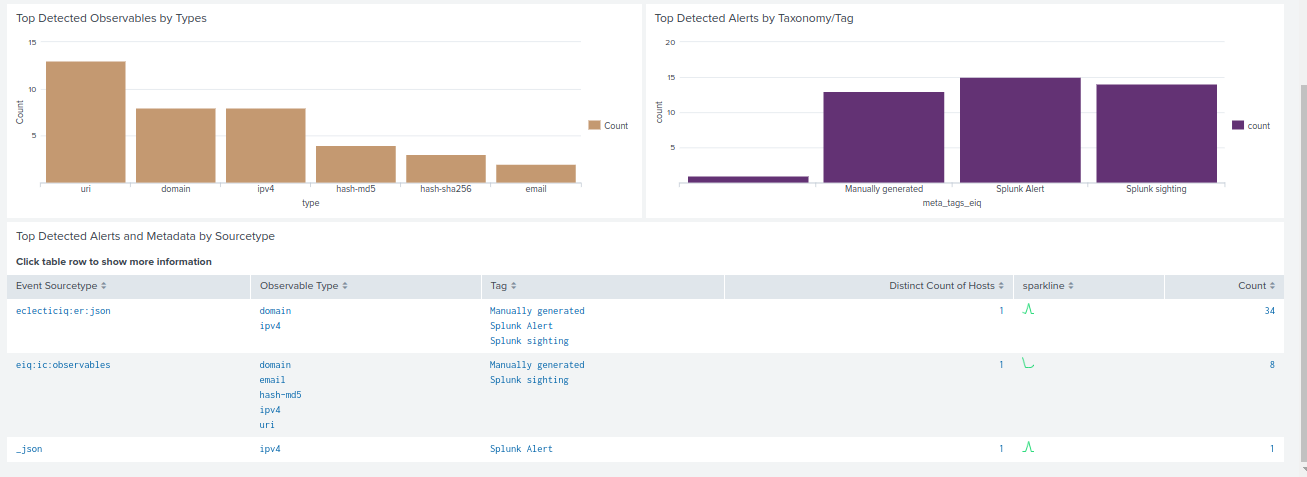 Top Detected Observables by Types
15
10
5
Count
uri
domain
ipv4
hash-md5
hash-sha256
email
type
Count
Top Detected Alerts by Taxonomy/Tag
20
15
10
5
count
Manually generated
Splunk Alert
Splunk sighting
meta_tags_eiq
count
Top Detected Alerts and Metadata by Sourcetype
Click table row to show more information
Event Sourcetype Observable Type Tag Distinct Count of Hosts sparkline Count
eclecticiq:er:json domain Manually generated 1 34
ipv4 Splunk Alert
Splunk sighting
eiq:ic:observables domain Manually generated 1 8
email Splunk sighting
hash-md5
ipv4
uri
_json ipv4 Splunk Alert 1 1